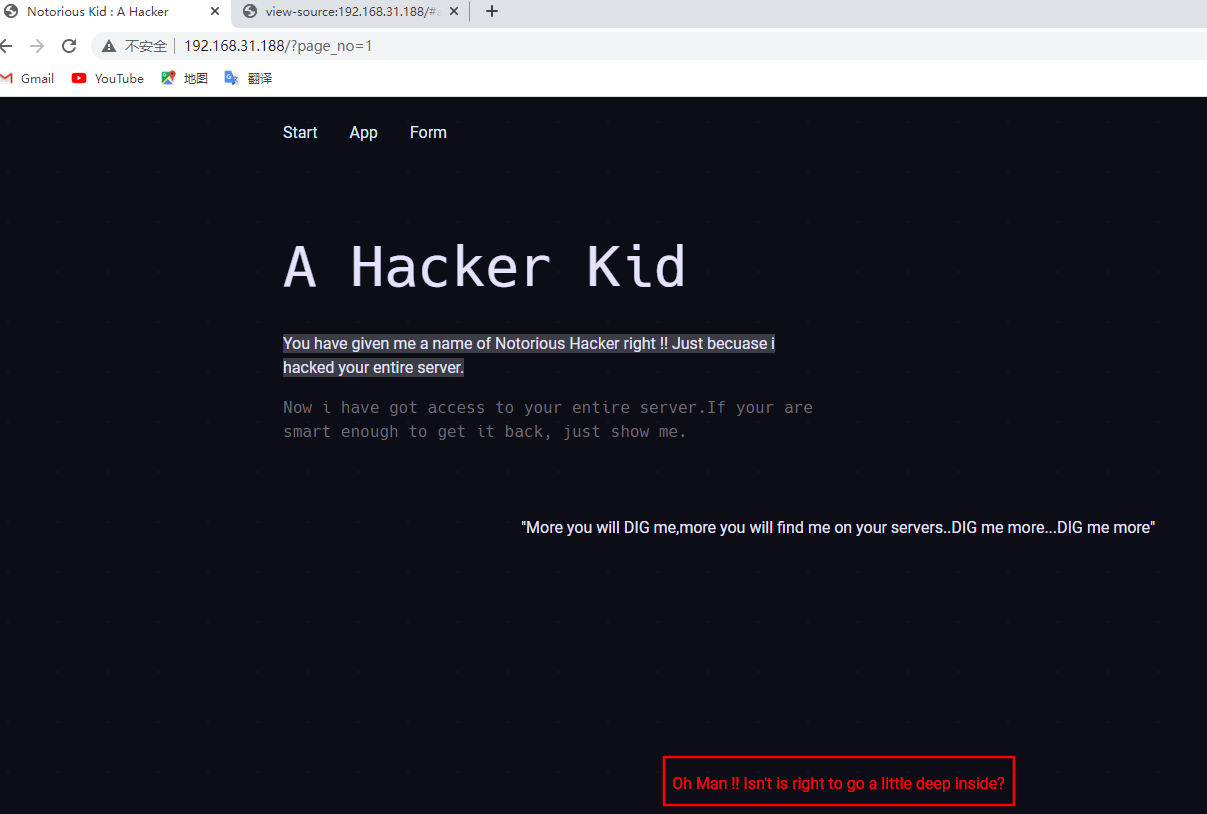 Notorious Kid : A Hacker
view-source:192.168.31.188/#
不安全 192.168.31.188/?page_no=1
Gmail YouTube 地图 翻译
Start App Form
A Hacker Kid
You have given me a name of Notorious Hacker right !! Just becuase i
hacked your entire server.
Now i have got access to your entire server.If your are
smart enough to get it back, just show me.
"More you will DIG me,more you will find me on your servers..DIG me more...DIG me more"
Oh Man !! Isn't is right to go a little deep inside?